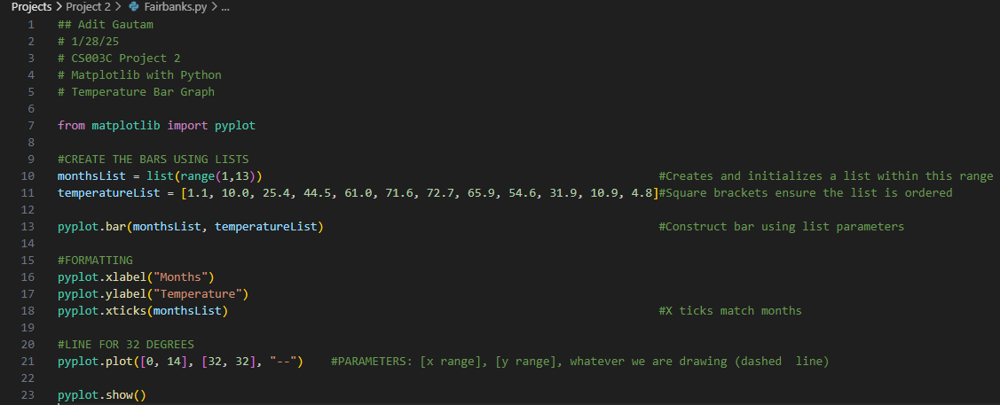 Projects > Project 2 > Fairbanks.py > ...
1 ## Adit Gautam
2 # 1/28/25
3 # CS003C Project 2
4 # Matplotlib with Python
5 # Temperature Bar Graph
6
7 from matplotlib import pyplot
8
9 #CREATE THE BARS USING LISTS
10 monthsList = list(range(1,13)) #Creates and initializes a list within this range
11 temperatureList = [1.1, 10.0, 25.4, 44.5, 61.0, 71.6, 72.7, 65.9, 54.6, 31.9, 10.9, 4.8]#Square brackets ensure the list is ordered
12
13 pyplot.bar(monthsList, temperatureList) #Construct bar using list parameters
14
15 #FORMATTING
16 pyplot.xlabel("Months")
17 pyplot.ylabel("Temperature")
18 pyplot.xticks(monthsList) #X ticks match months
19
20 #LINE FOR 32 DEGREES
21 pyplot.plot([0, 14], [32, 32], "--") #PARAMETERS: [x range], [y range], whatever we are drawing (dashed  line)
22
23 pyplot.show()